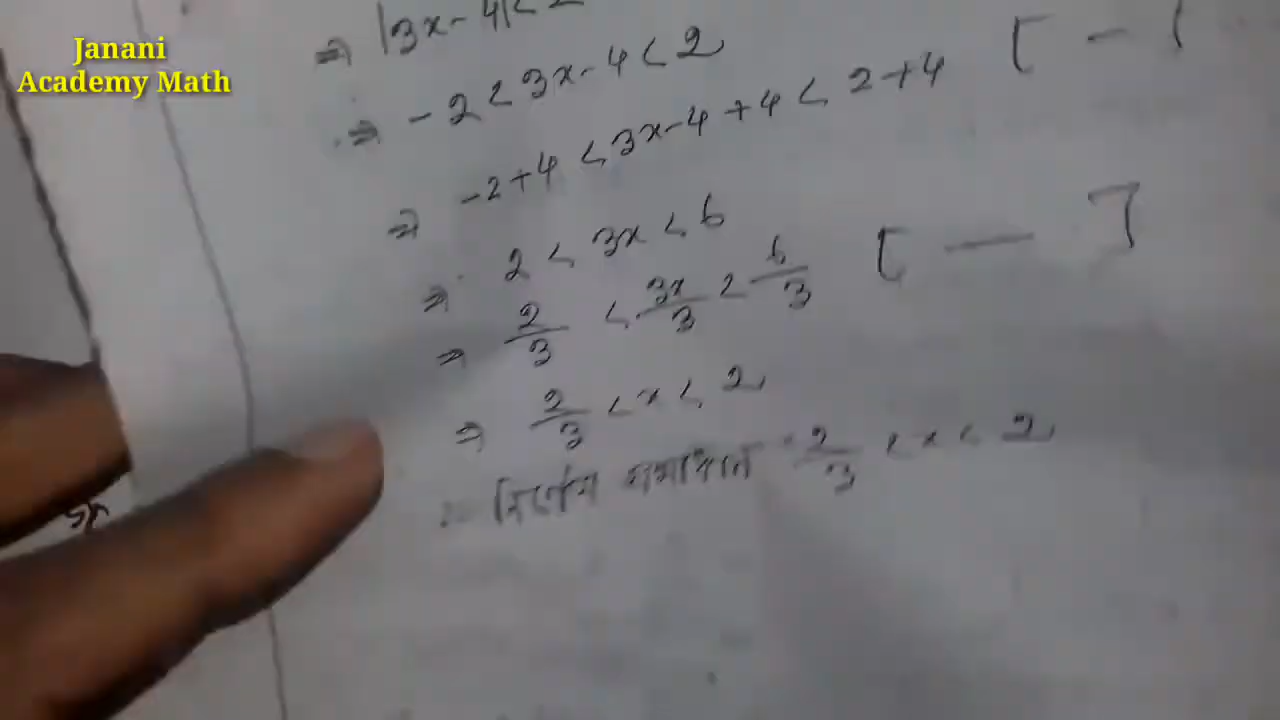 Janani
Academy Math
⇒ |3x-4|<2
⇒ -2<3x-4<2
⇒ -2+4<3x-4+4<2+4 [ - ]
⇒ 2<3x<6
⇒ 2/3 < 3x/3 < 6/3 [ — ]
⇒ 2/3 < x < 2
∴ নির্ণেয় সমাধান 2/3 < x < 2